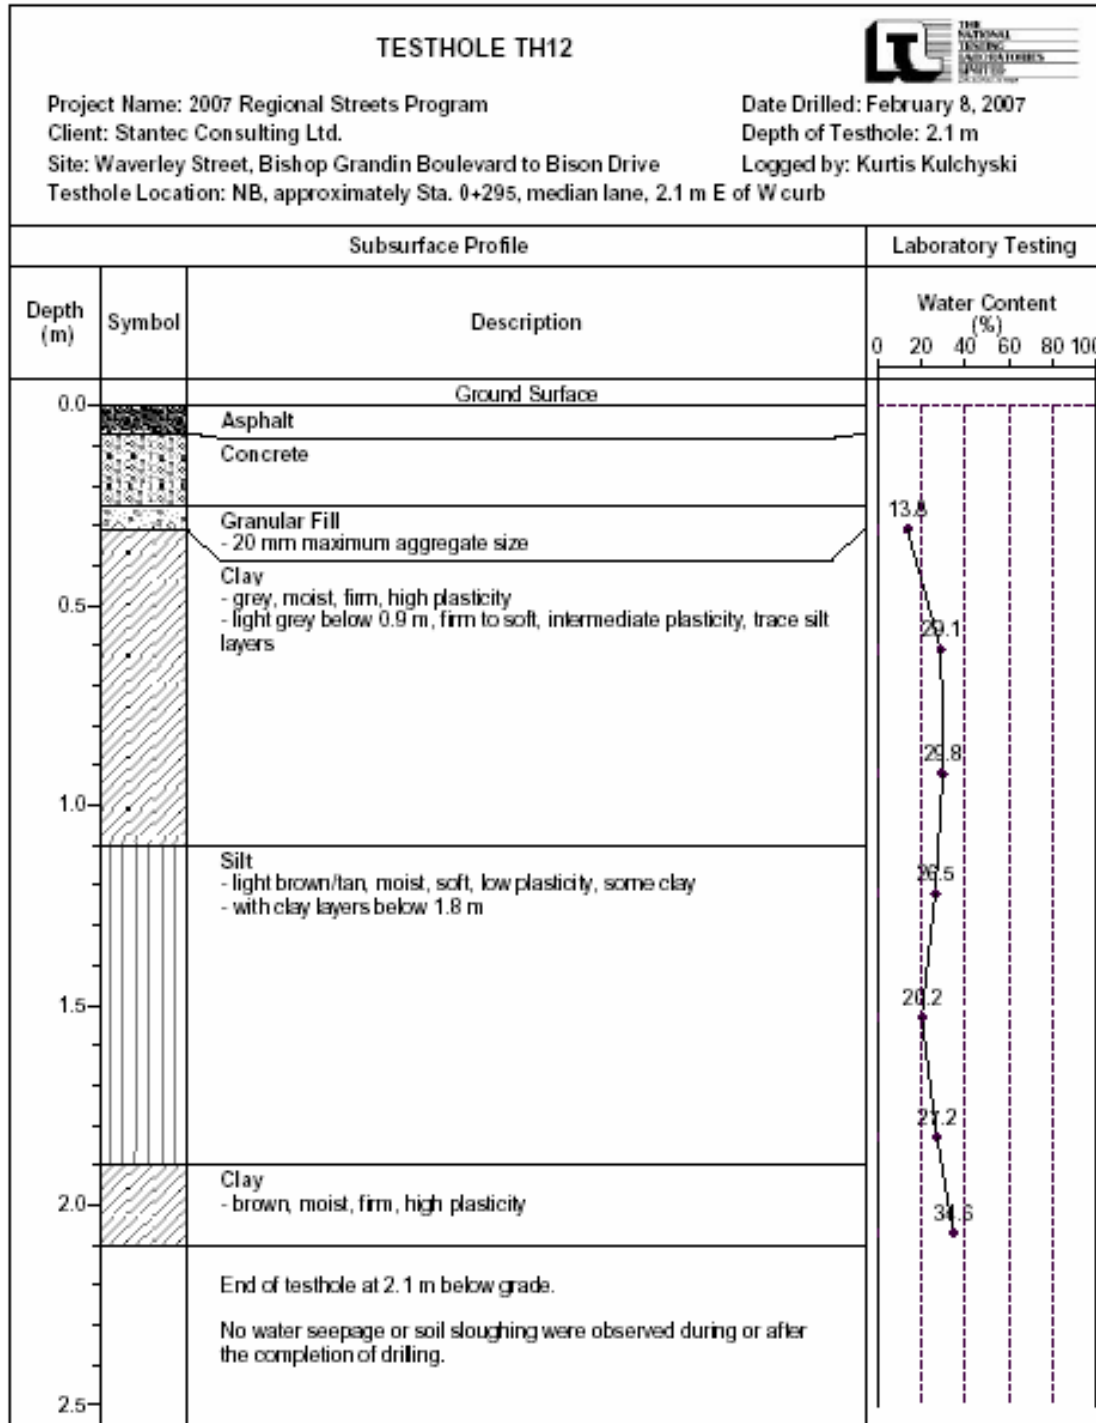 TESTHOLE TH12
THE
NATIONAL
TESTING
LABORATORIES
LIMITED
Project Name: 2007 Regional Streets Program
Date Drilled: February 8, 2007
Client: Stantec Consulting Ltd.
Depth of Testhole: 2.1 m
Site: Waverley Street, Bishop Grandin Boulevard to Bison Drive
Logged by: Kurtis Kulchyski
Testhole Location: NB, approximately Sta. 0+295, median lane, 2.1 m E of W curb
Subsurface Profile
Laboratory Testing
Depth
(m)
Symbol
Description
Water Content
(%)
0 20 40 60 80 100
Ground Surface
0.0
Asphalt
Concrete
Granular Fill
- 20 mm maximum aggregate size
Clay
- grey, moist, firm, high plasticity
- light grey below 0.9 m, firm to soft, intermediate plasticity, trace silt
layers
0.5
29.1
29.8
1.0
Silt
- light brown/tan, moist, soft, low plasticity, some clay
- with clay layers below 1.8 m
26.5
1.5
20.2
27.2
Clay
- brown, moist, firm, high plasticity
2.0
34.6
End of testhole at 2.1 m below grade.
No water seepage or soil sloughing were observed during or after
the completion of drilling.
2.5